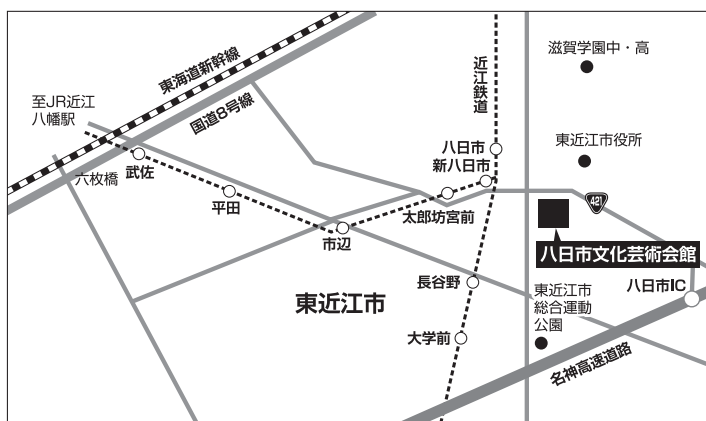 東海道新幹線
国道8号線
至JR近江
八幡駅
六枚橋
武佐
平田
市辺
太郎坊宮前
新八日市
八日市
近江鉄道
滋賀学園中・高
東近江市役所
421
八日市文化芸術会館
八日市IC
東近江市
総合運動
公園
長谷野
大学前
東近江市
名神高速道路